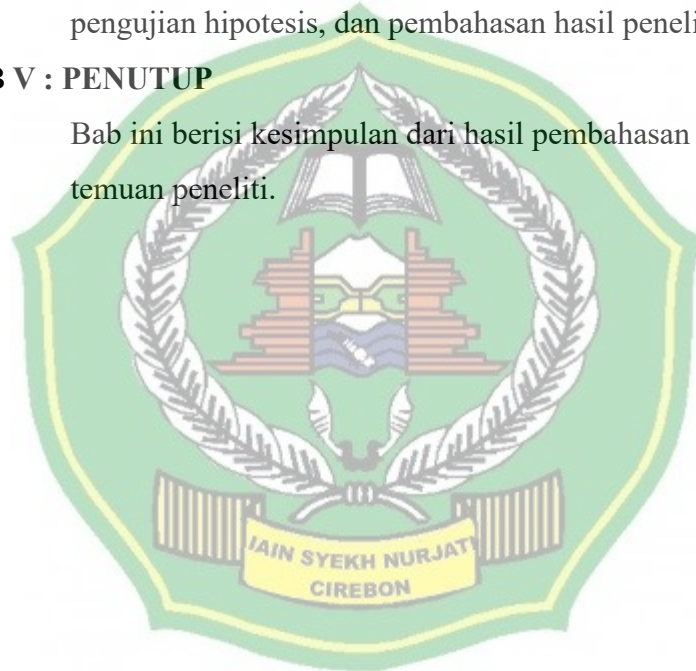 pengujian hipotesis, dan pembahasan hasil
V : PENUTUP
Bab ini berisi kesimpulan dari hasil pembahasan
temuan peneliti.
IAIN SYEKH NURJATI
CIREBON